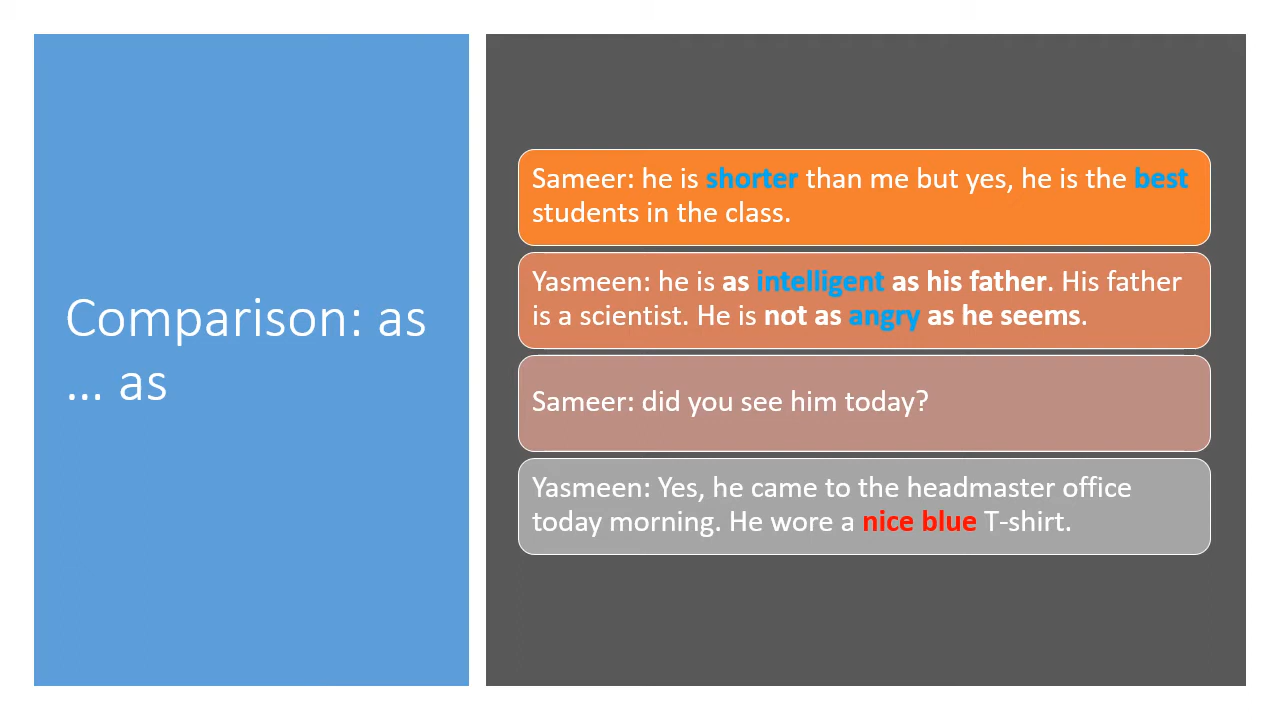 Comparison: as
... as
Sameer: he is shorter than me but yes, he is the best
students in the class.
Yasmeen: he is as intelligent as his father. His father
is a scientist. He is not as angry as he seems.
Sameer: did you see him today?
Yasmeen: Yes, he came to the headmaster office
today morning. He wore a nice blue T-shirt.